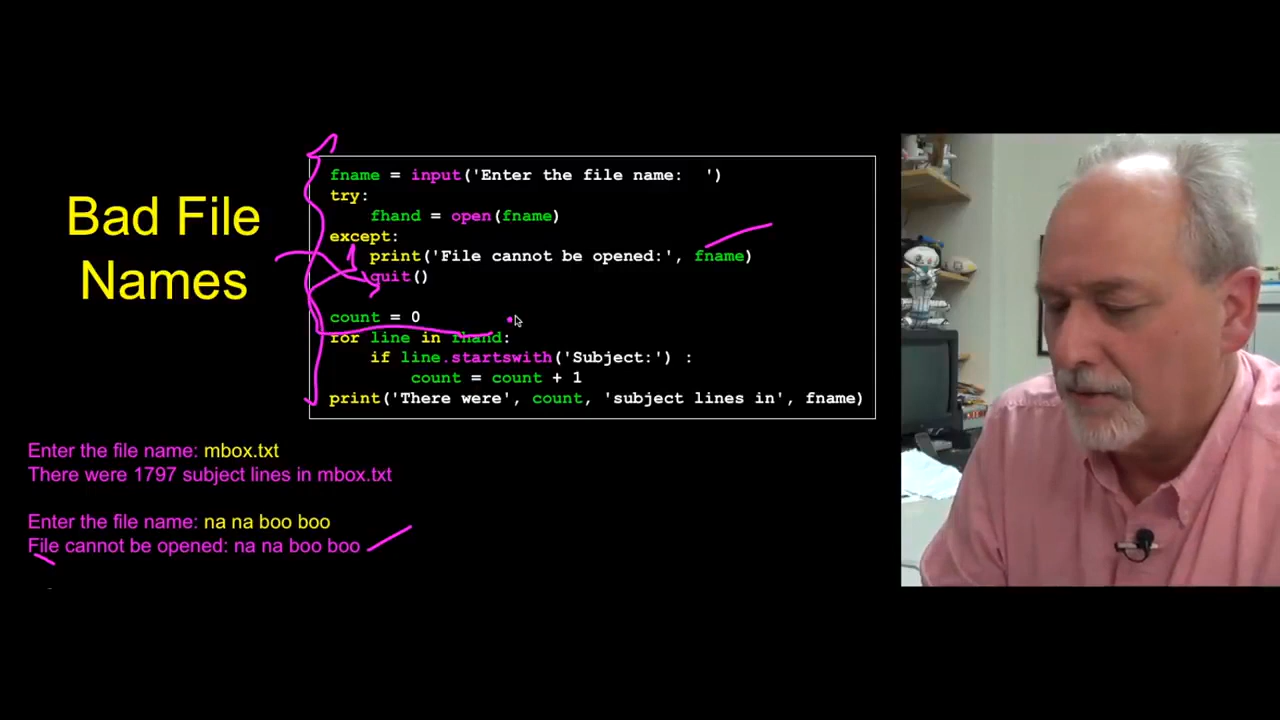 Bad File
Names
fname = input('Enter the file name:  ')
try:
    fhand = open(fname)
except:
    print('File cannot be opened:', fname)
    quit()
count = 0
for line in fhand:
    if line.startswith('Subject:') :
        count = count + 1
print('There were', count, 'subject lines in', fname)
Enter the file name: mbox.txt
There were 1797 subject lines in mbox.txt
Enter the file name: na na boo boo
File cannot be opened: na na boo boo